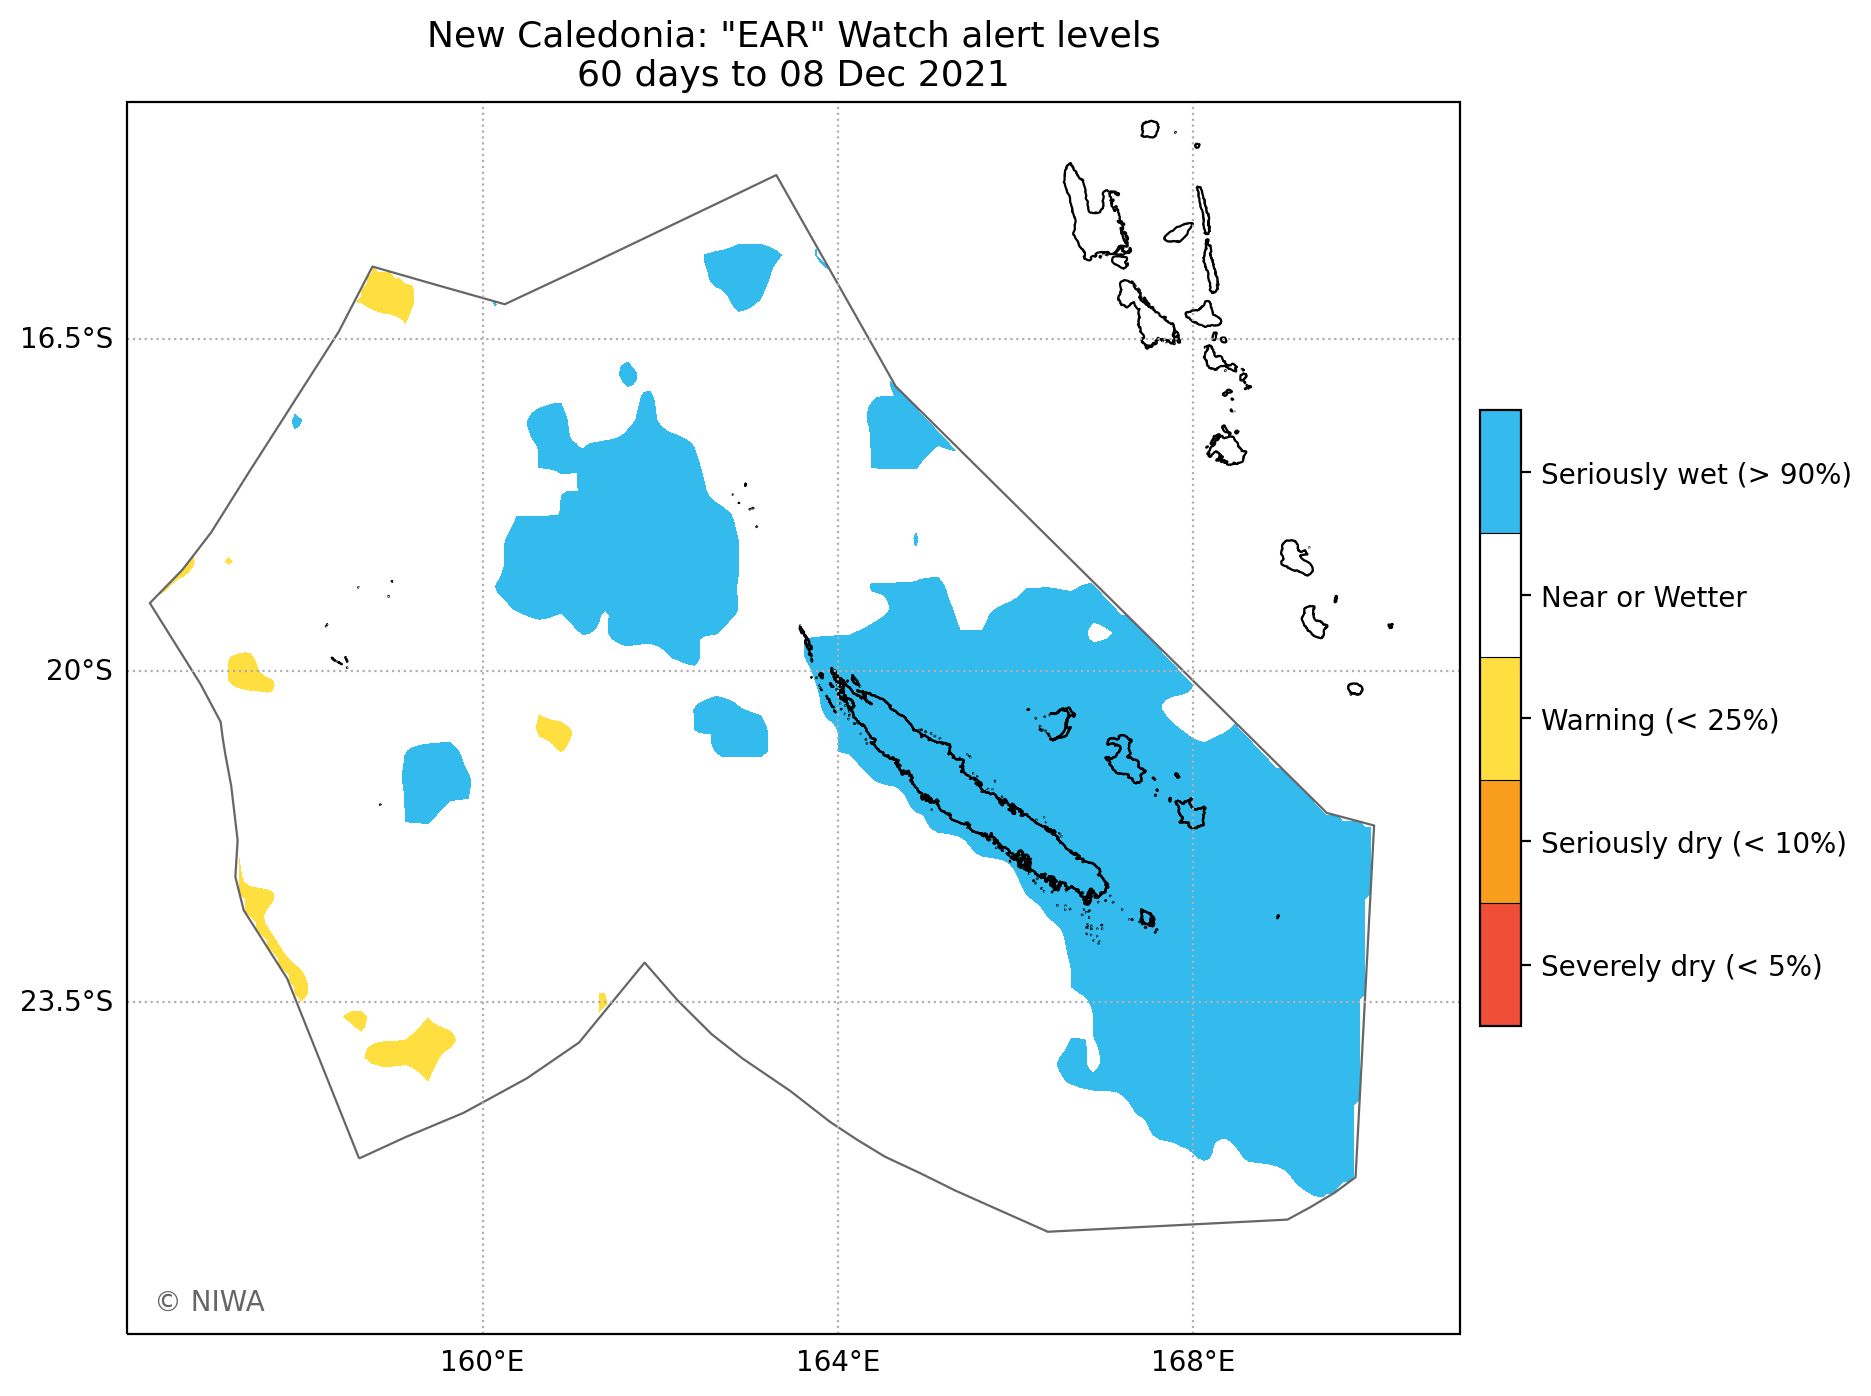 New Caledonia: "EAR" Watch alert levels
60 days to 08 Dec 2021
16.5°S
20°S
23.5°S
160°E
164°E
168°E
Seriously wet (> 90%)
Near or Wetter
Warning (< 25%)
Seriously dry (< 10%)
Severely dry (< 5%)
© NIWA